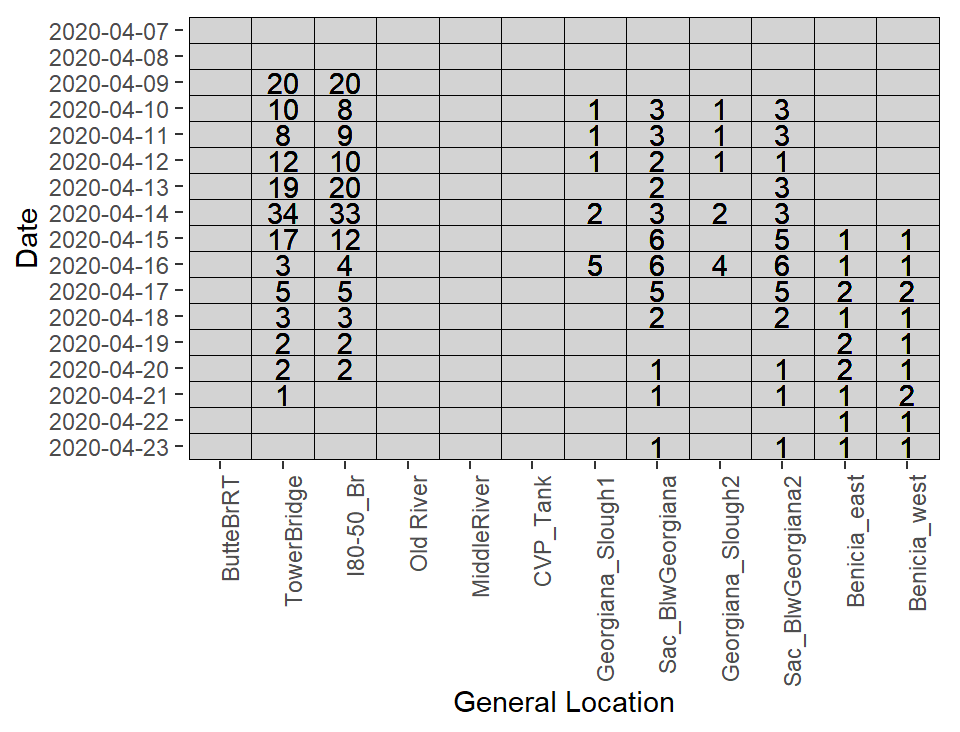 2020-04-07
2020-04-08
2020-04-09 20 20
2020-04-10 10 8 1 3 1 3
2020-04-11 8 9 1 3 1 3
2020-04-12 12 10 1 2 1 1
2020-04-13 19 20 2 3
2020-04-14 34 33 2 3 2 3
2020-04-15 17 12 6 5 1 1
2020-04-16 3 4 5 6 4 6 1 1
2020-04-17 5 5 5 5 2 2
2020-04-18 3 3 2 2 1 1
2020-04-19 2 2 2 1
2020-04-20 2 2 1 1 2 1
2020-04-21 1 1 1 1 2
2020-04-22 1 1
2020-04-23 1 1 1 1
Date
ButteBrRT
TowerBridge
I80-50_Br
Old River
MiddleRiver
CVP_Tank
Georgiana_Slough1
Sac_BlwGeorgiana
Georgiana_Slough2
Sac_BlwGeorgiana2
Benicia_east
Benicia_west
General Location